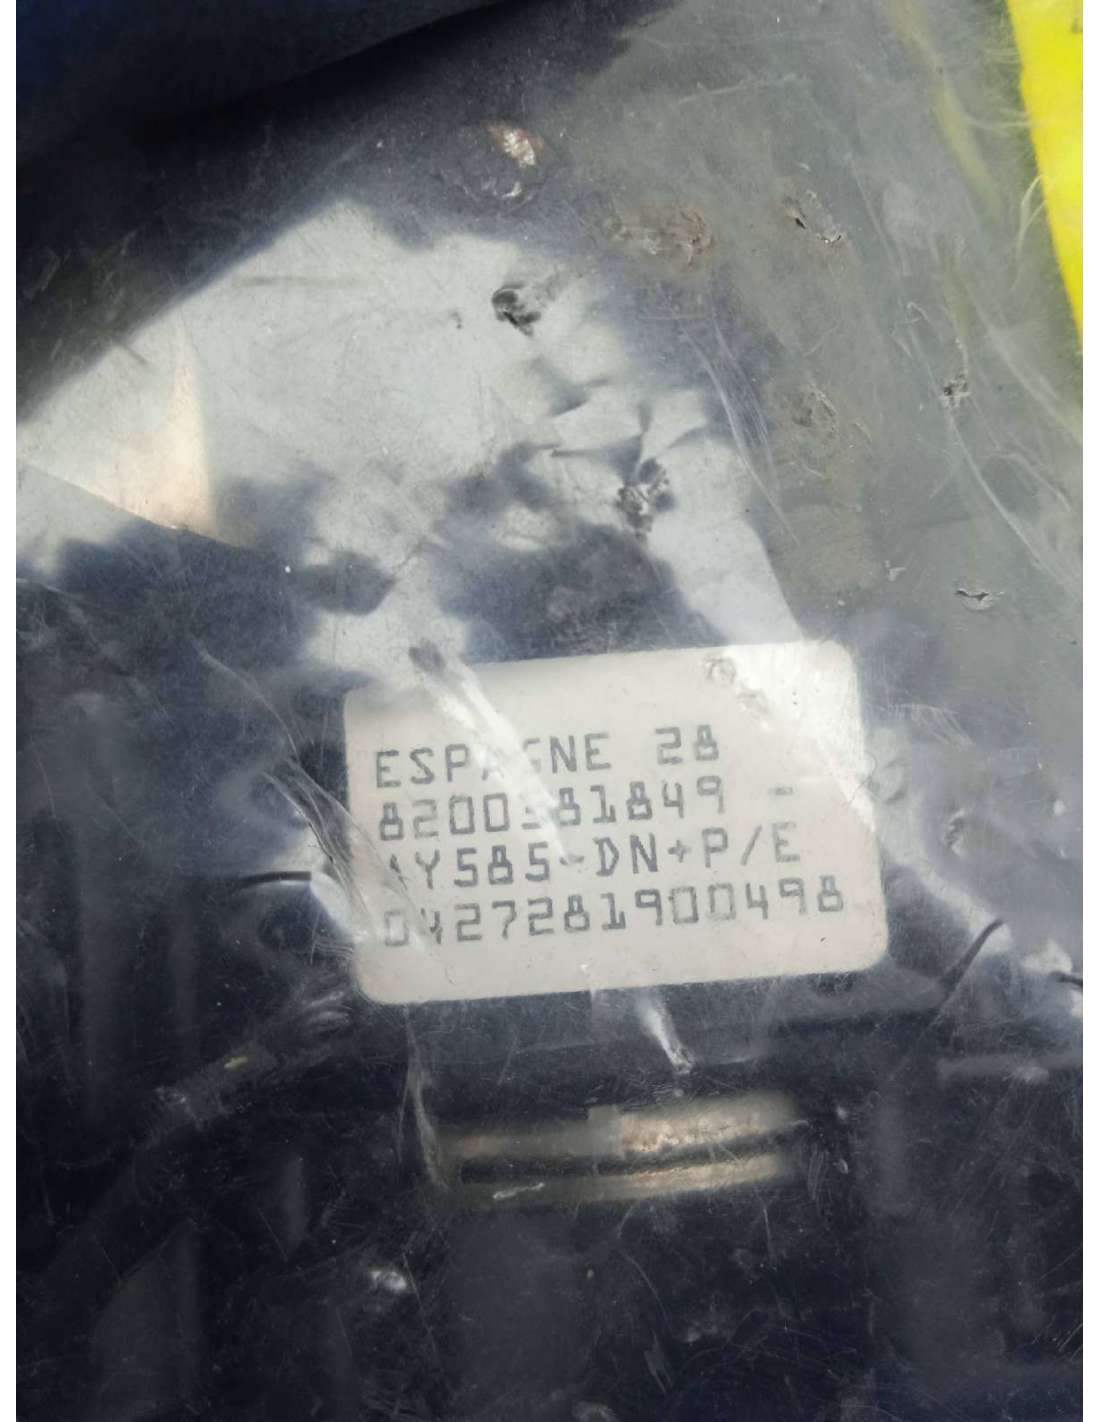 ESPAGNE 28
8200381849 -
AY585-DN+P/E
0427281900498